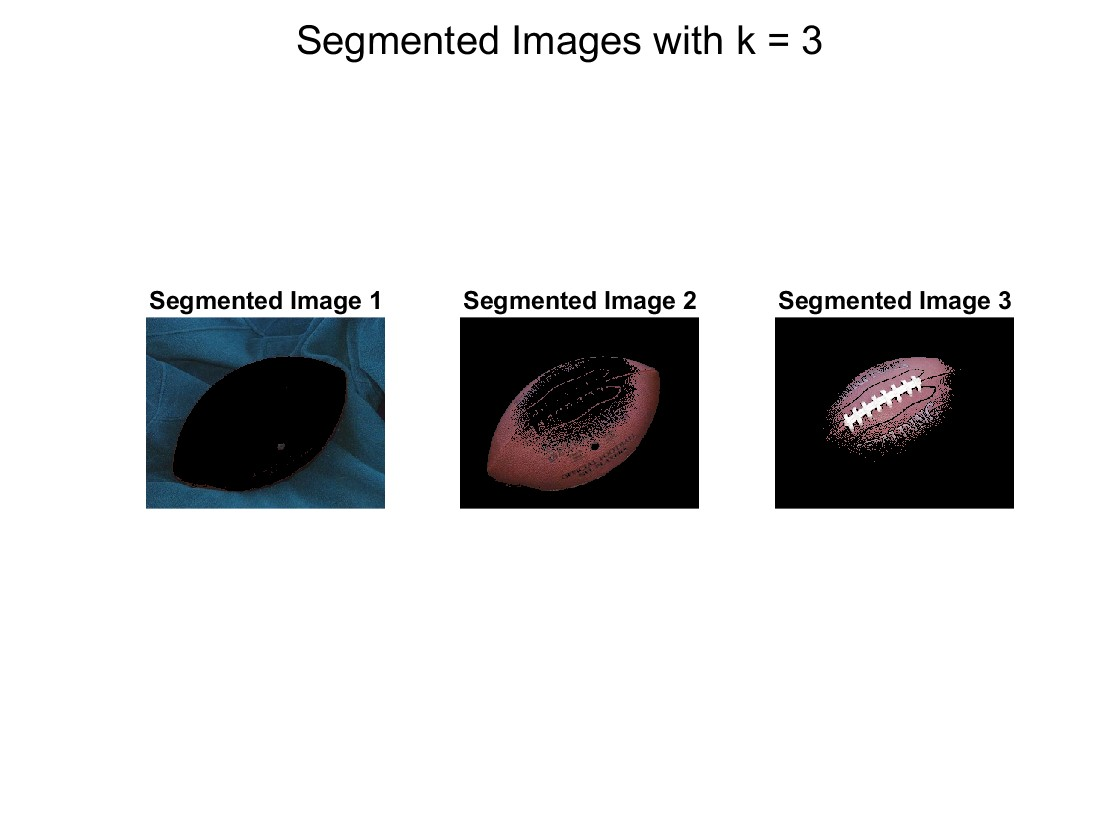 Segmented Images with k = 3
Segmented Image 1
Segmented Image 2
Segmented Image 3